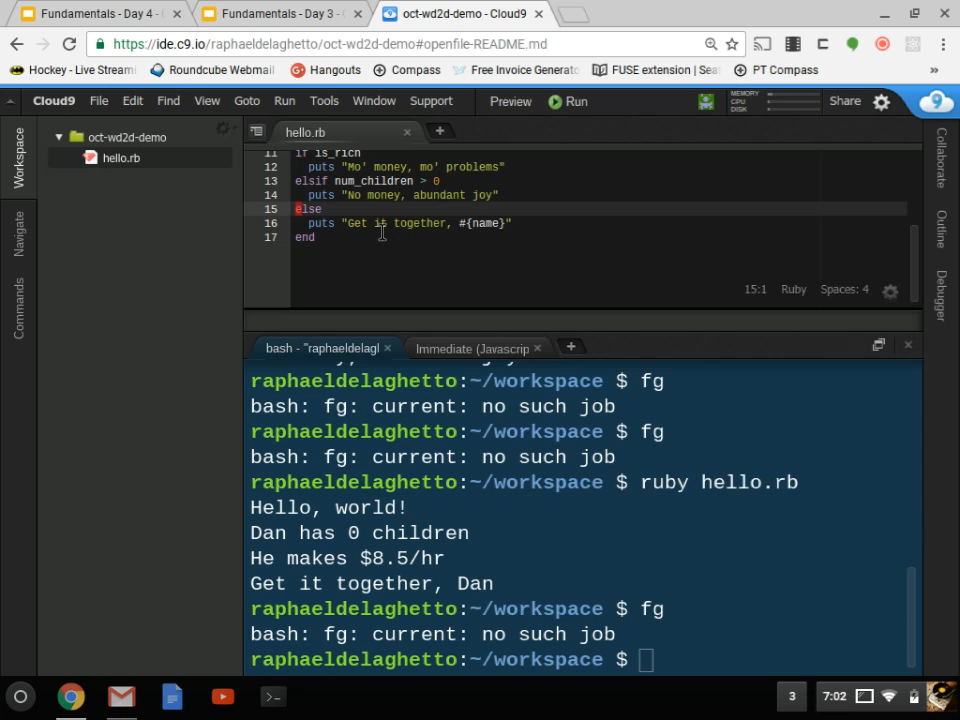 Fundamentals - Day 4 -
Fundamentals - Day 3 -
oct-wd2d-demo - Cloud9
https://ide.c9.io/raphaeldelaghetto/oct-wd2d-demo#openfile-README.md
Hockey - Live Streami
Roundcube Webmail
Hangouts
Compass
Free Invoice Generato
FUSE extension | Sea
PT Compass
»
Cloud9 File Edit Find View Goto Run Tools Window Support Preview Run
MEMORY
CPU
DISK
Share
Workspace
Navigate
Commands
oct-wd2d-demo
hello.rb
hello.rb
11 if is_rich
12 puts "Mo' money, mo' problems"
13 elsif num_children > 0
14 puts "No money, abundant joy"
15 else
16 puts "Get it together, #{name}"
17 end
15:1 Ruby Spaces: 4
Collaborate
Outline
Debugger
bash - "raphaeldelagl
Immediate (Javascrip
raphaeldelaghetto:~/workspace $ fg
bash: fg: current: no such job
raphaeldelaghetto:~/workspace $ fg
bash: fg: current: no such job
raphaeldelaghetto:~/workspace $ ruby hello.rb
Hello, world!
Dan has 0 children
He makes $8.5/hr
Get it together, Dan
raphaeldelaghetto:~/workspace $ fg
bash: fg: current: no such job
raphaeldelaghetto:~/workspace $
3
7:02